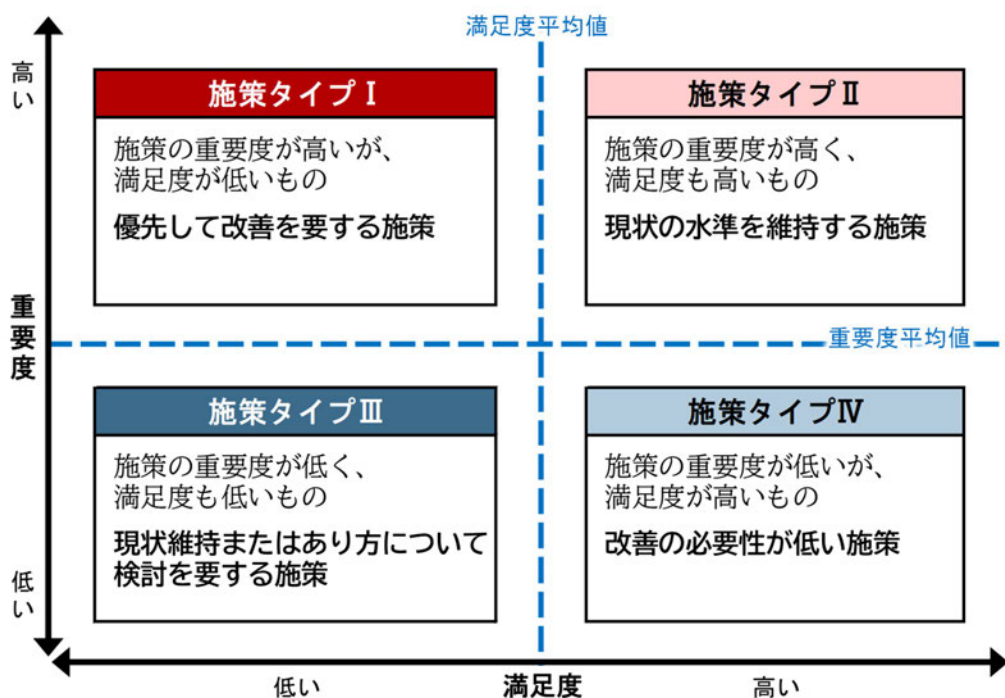 満足度平均値
高い
施策タイプⅠ
施策の重要度が高いが、
満足度が低いもの
優先して改善を要する施策
施策タイプⅡ
施策の重要度が高く、
満足度も高いもの
現状の水準を維持する施策
重要度
重要度平均値
施策タイプⅢ
施策の重要度が低く、
満足度も低いもの
現状維持またはあり方について
検討を要する施策
施策タイプⅣ
施策の重要度が低いが、
満足度が高いもの
改善の必要性が低い施策
低い
低い
満足度
高い